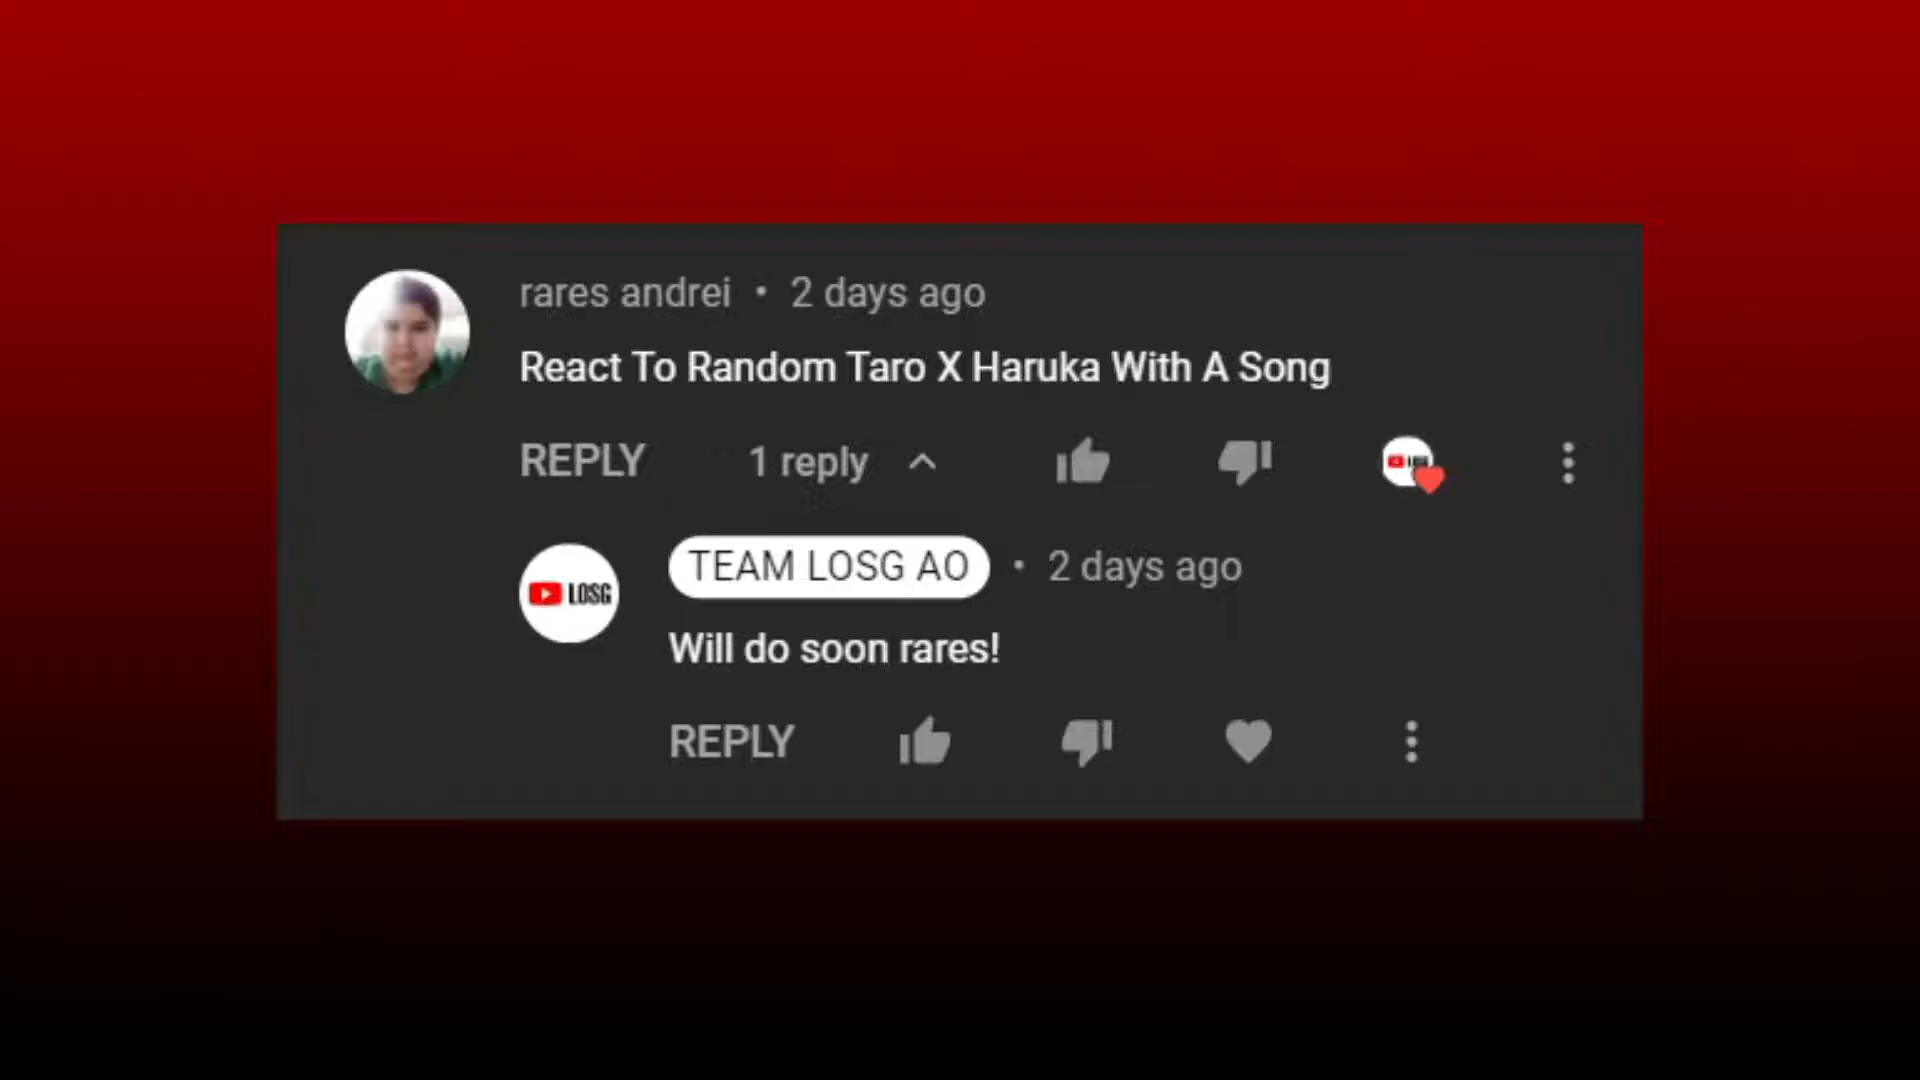 rares andrei • 2 days ago
React To Random Taro X Haruka With A Song
REPLY 1 reply
LOSG
TEAM LOSG AO • 2 days ago
LOSG
Will do soon rares!
REPLY